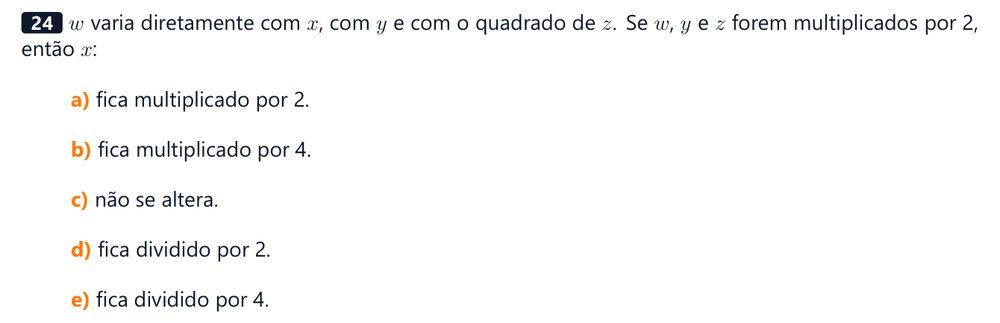 24 w varia diretamente com x, com y e com o quadrado de z. Se w, y e z forem multiplicados por 2,
então x:
a) fica multiplicado por 2.
b) fica multiplicado por 4.
c) não se altera.
d) fica dividido por 2.
e) fica dividido por 4.